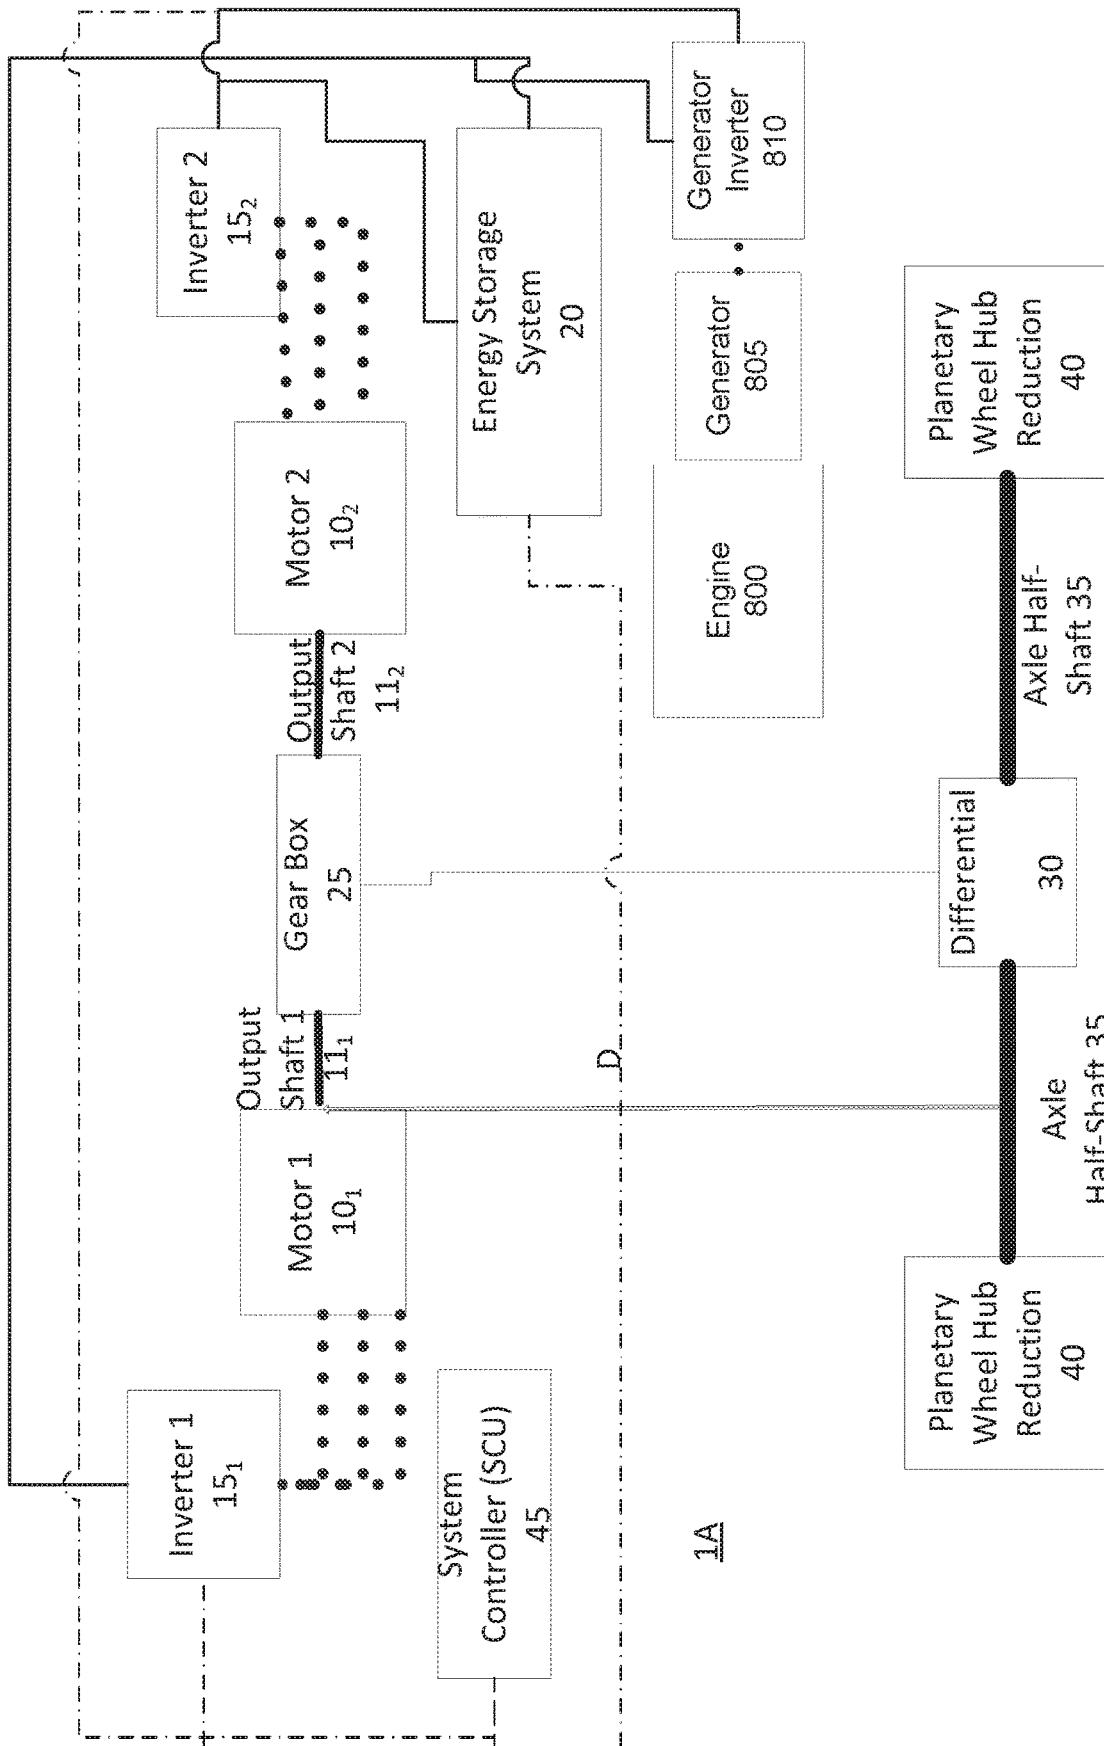 Inverter 1
15₁
System
Controller (SCU)
45
Motor 1
10₁
Output
Shaft 1
11₁
Gear Box
25
Output
Shaft 2
11₂
Motor 2
10₂
Inverter 2
15₂
Energy Storage
System
20
Engine
800
Generator
805
Generator
Inverter
810
D
1A
Planetary
Wheel Hub
Reduction
40
Axle
Half-Shaft 35
Differential
30
Axle Half-
Shaft 35
Planetary
Wheel Hub
Reduction
40